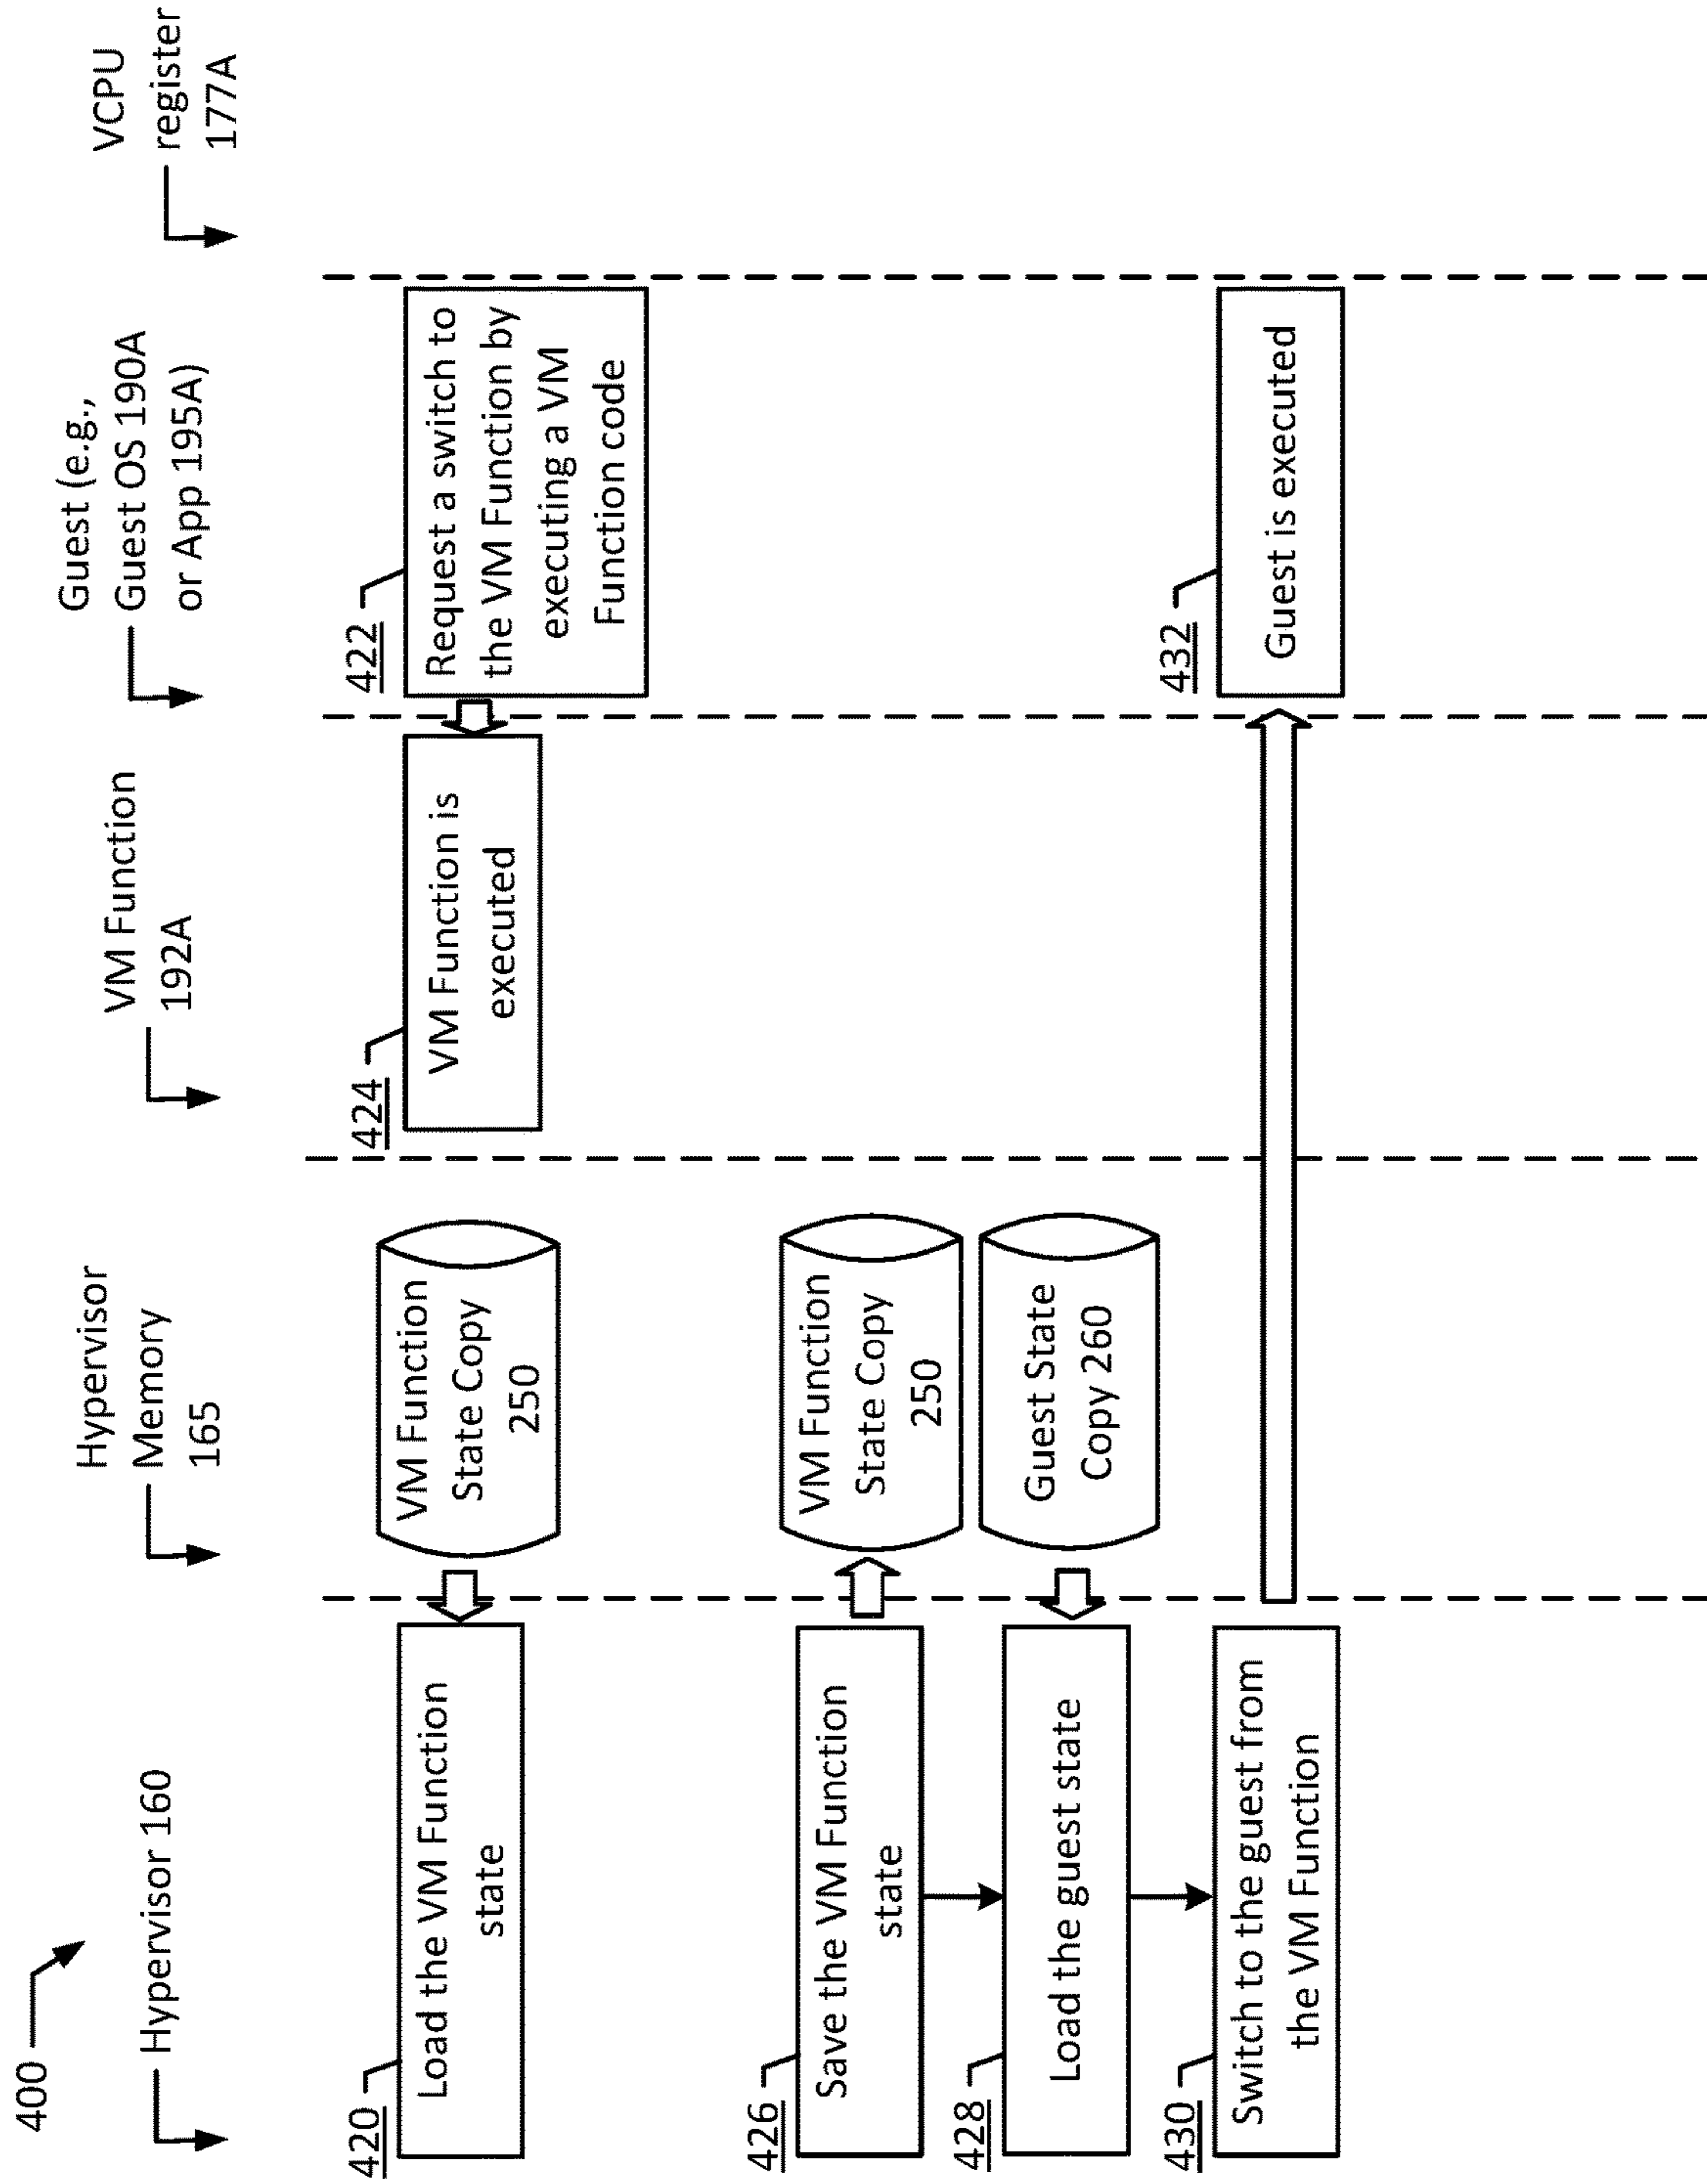 400
Hypervisor 160
Hypervisor
Memory
165
VM Function
192A
Guest (e.g.,
Guest OS 190A
or App 195A)
VCPU
register
177A
420
Load the VM Function
state
VM Function
State Copy
250
424
VM Function is
executed
422
Request a switch to
the VM Function by
executing a VM
Function code
426
Save the VM Function
state
VM Function
State Copy
250
428
Load the guest state
Guest State
Copy 260
430
Switch to the guest from
the VM Function
432
Guest is executed